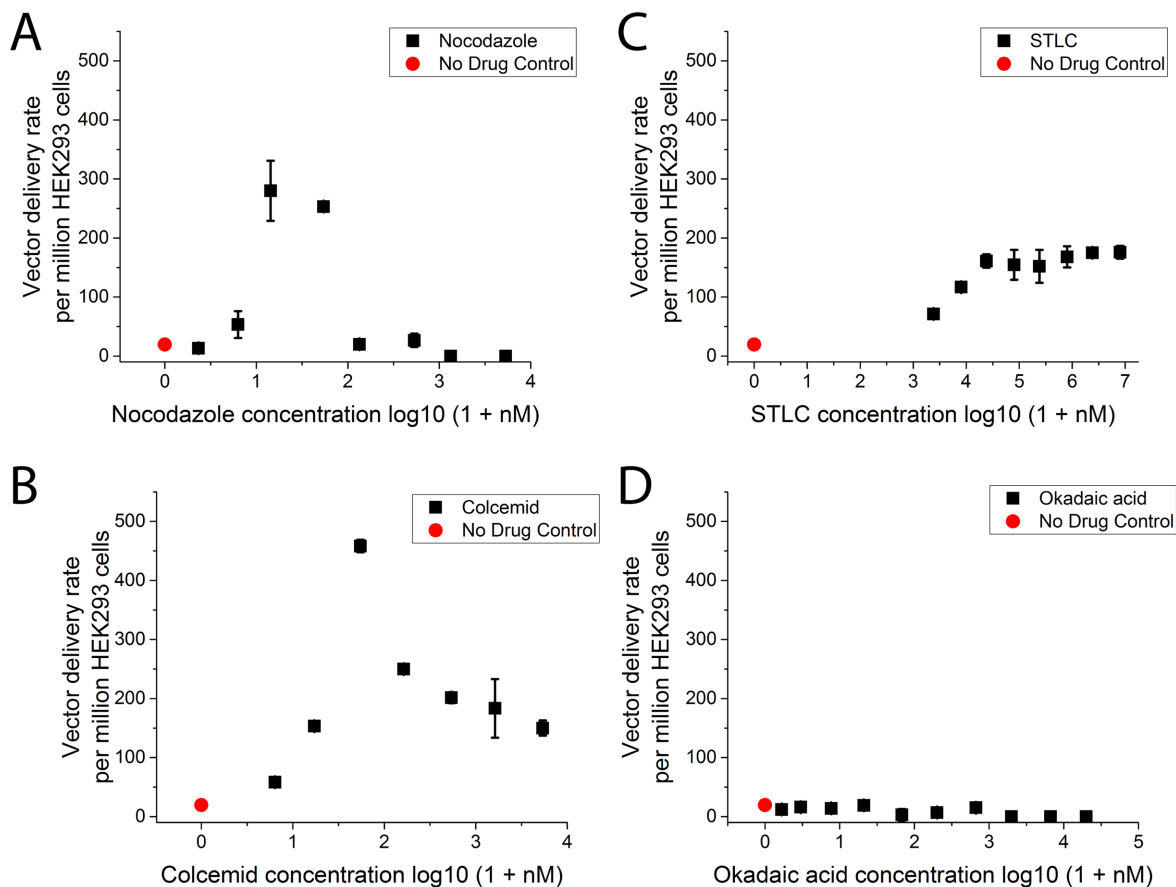 A
Nocodazole
No Drug Control
Vector delivery rate
per million HEK293 cells
500
400
300
200
100
0
0 1 2 3 4
Nocodazole concentration log10 (1 + nM)
C
STLC
No Drug Control
Vector delivery rate
per million HEK293 cells
500
400
300
200
100
0
0 1 2 3 4 5 6 7
STLC concentration log10 (1 + nM)
B
Colcemid
No Drug Control
Vector delivery rate
per million HEK293 cells
500
400
300
200
100
0
0 1 2 3 4
Colcemid concentration log10 (1 + nM)
D
Okadaic acid
No Drug Control
Vector delivery rate
per million HEK293 cells
500
400
300
200
100
0
0 1 2 3 4 5
Okadaic acid concentration log10 (1 + nM)